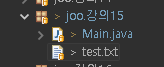 > joo.강의15
> Main.java
> test.txt